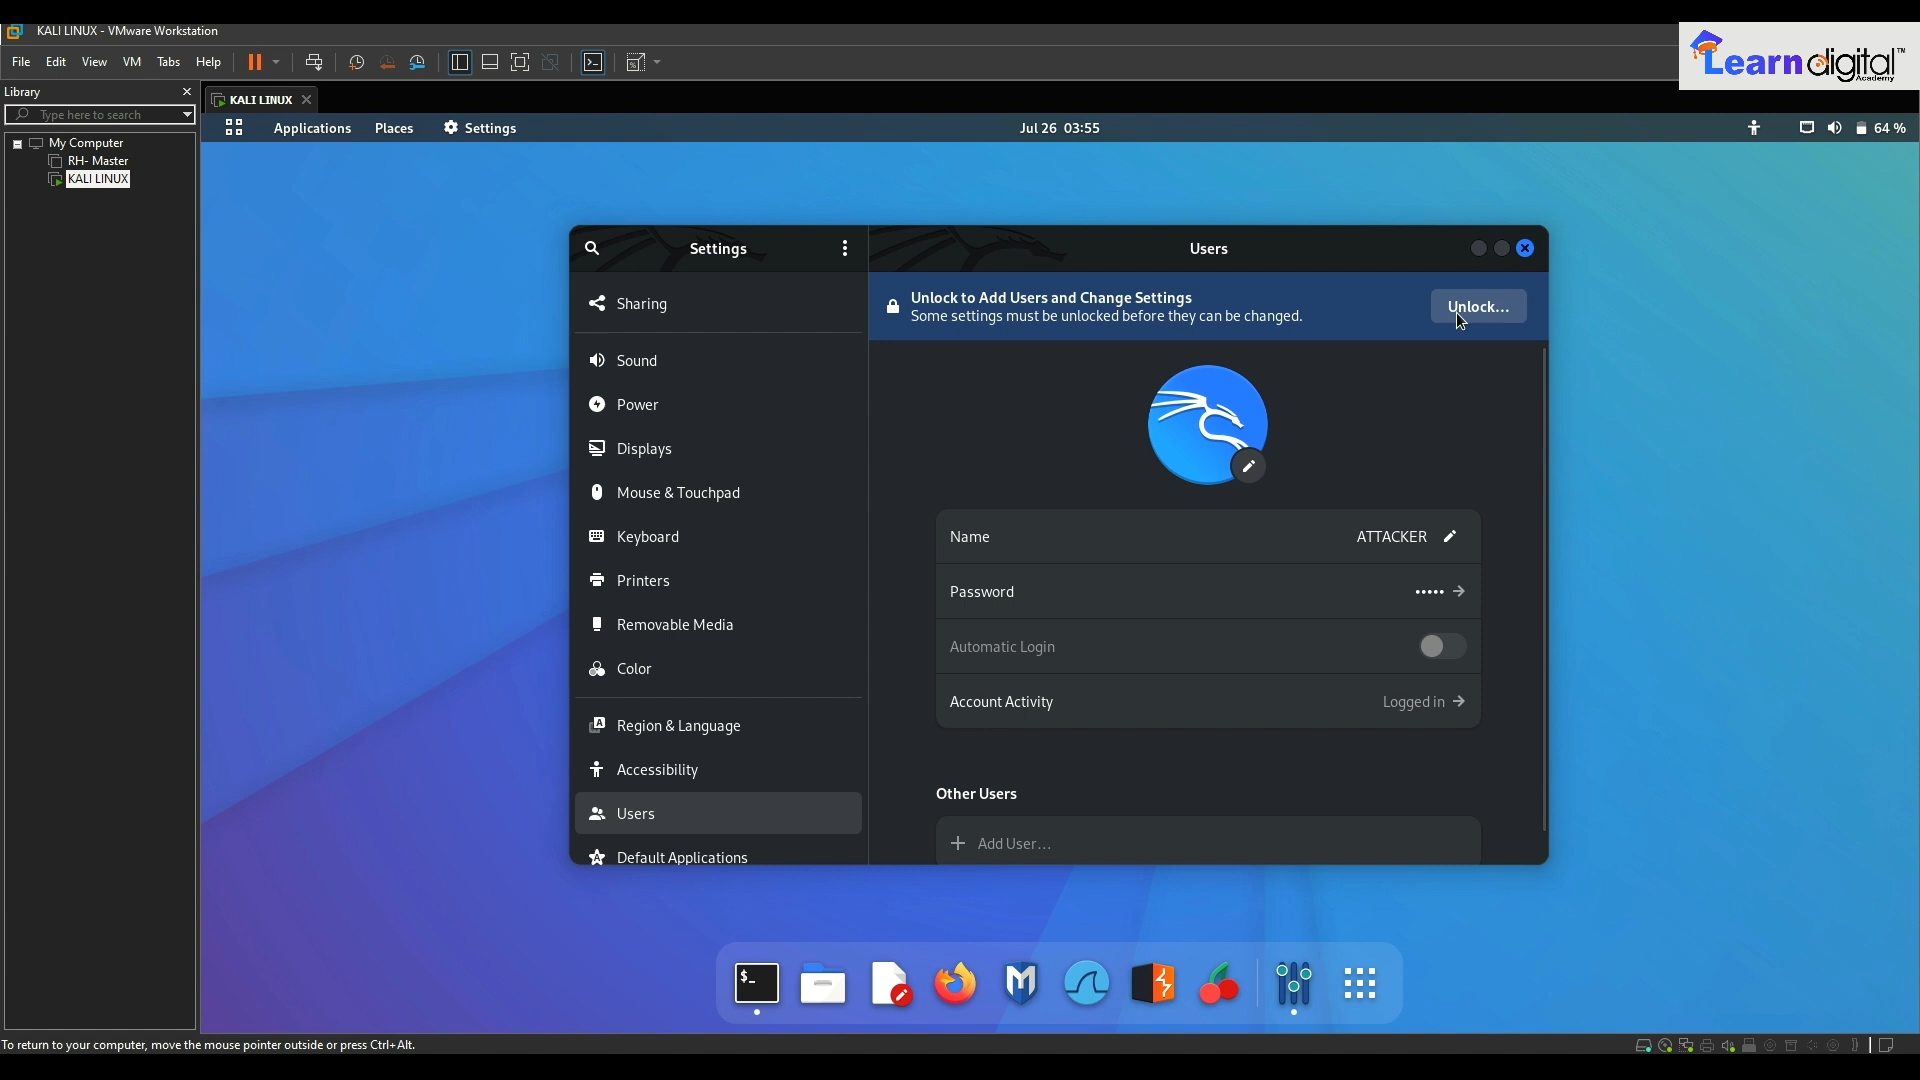 KALI LINUX - VMware Workstation
File Edit View VM Tabs Help
Learn digital™
Academy
Library
Type here to search
KALI LINUX
My Computer
RH- Master
KALI LINUX
Applications Places Settings
Jul 26 03:55
64 %
Settings
Users
Sharing
Sound
Power
Displays
Mouse & Touchpad
Keyboard
Printers
Removable Media
Color
Region & Language
Accessibility
Users
Default Applications
Unlock to Add Users and Change Settings
Some settings must be unlocked before they can be changed.
Unlock...
Name ATTACKER
Password •••••
Automatic Login
Account Activity Logged in
Other Users
Add User...
$_
To return to your computer, move the mouse pointer outside or press Ctrl+Alt.